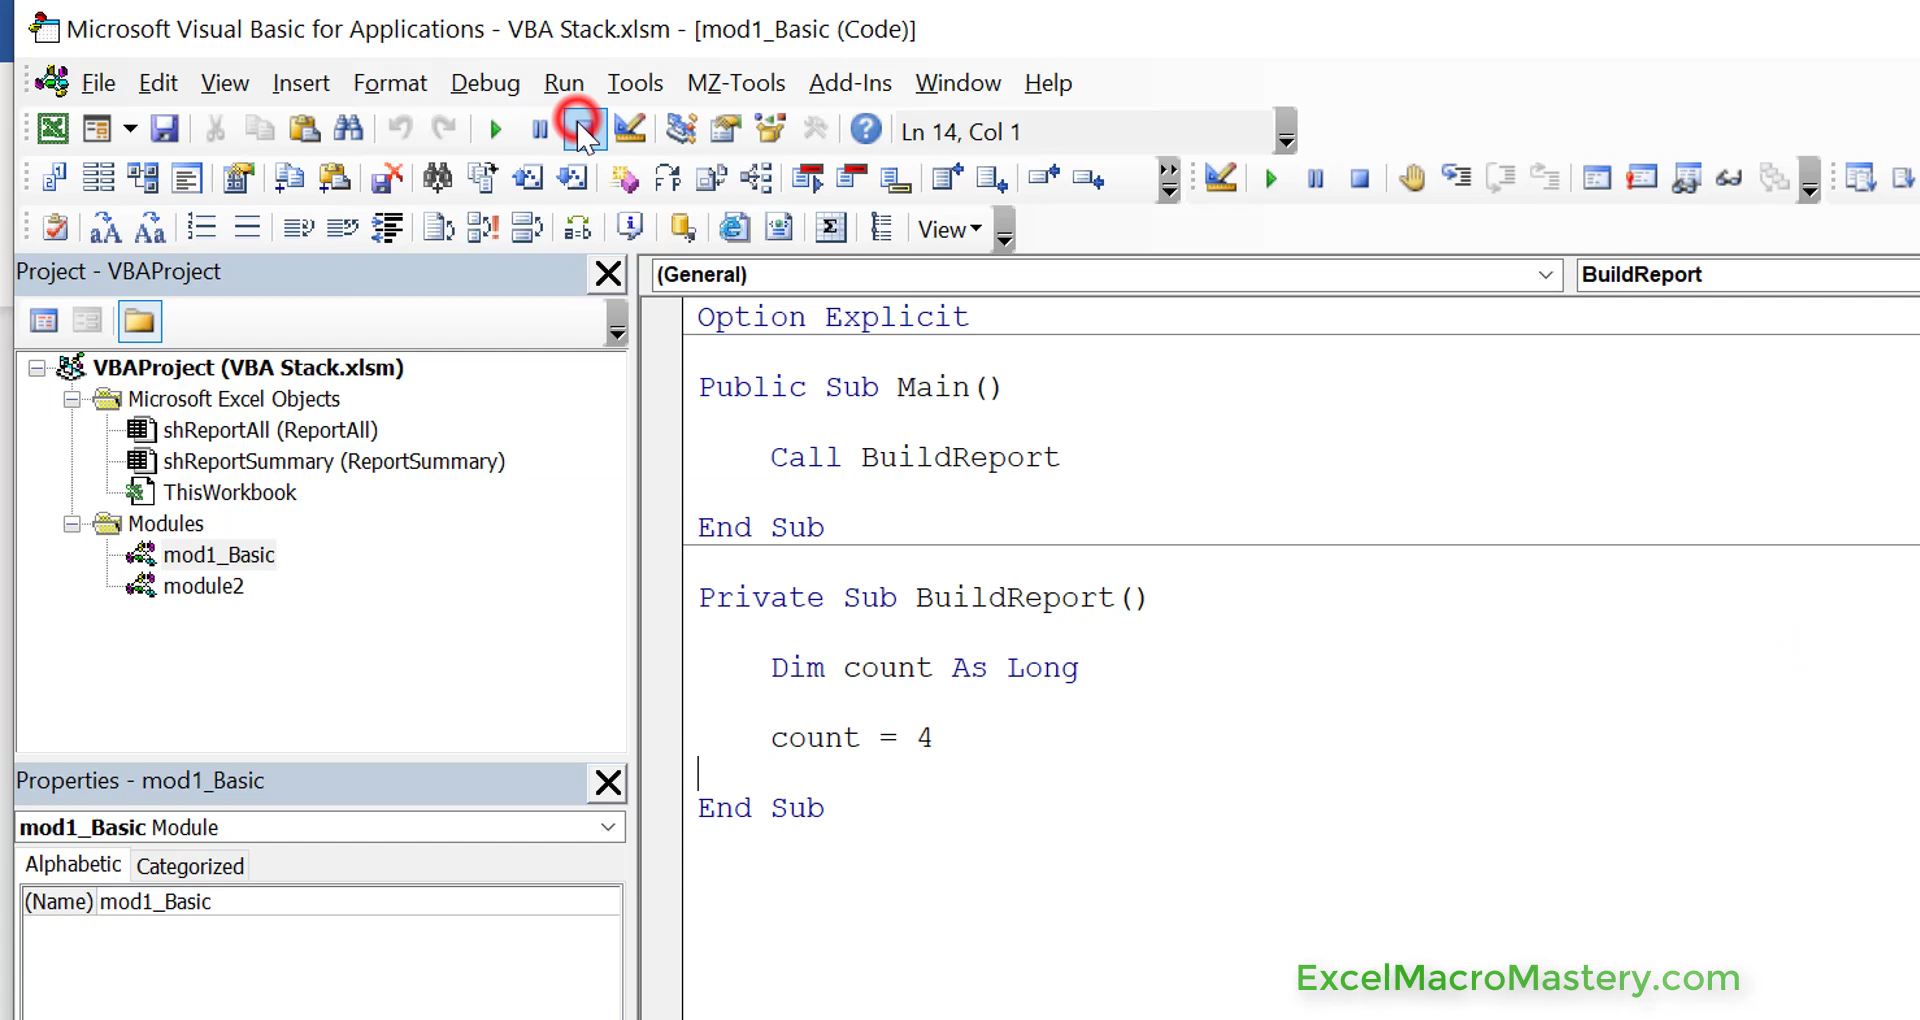 Microsoft Visual Basic for Applications - VBA Stack.xlsm - [mod1_Basic (Code)]
File Edit View Insert Format Debug Run Tools MZ-Tools Add-Ins Window Help
Ln 14, Col 1
View
Project - VBAProject
(General)
BuildReport
VBAProject (VBA Stack.xlsm)
Microsoft Excel Objects
shReportAll (ReportAll)
shReportSummary (ReportSummary)
ThisWorkbook
Modules
mod1_Basic
module2
Properties - mod1_Basic
mod1_Basic Module
Alphabetic Categorized
(Name) mod1_Basic
Option Explicit
Public Sub Main()
Call BuildReport
End Sub
Private Sub BuildReport()
Dim count As Long
count = 4
End Sub
ExcelMacroMastery.com